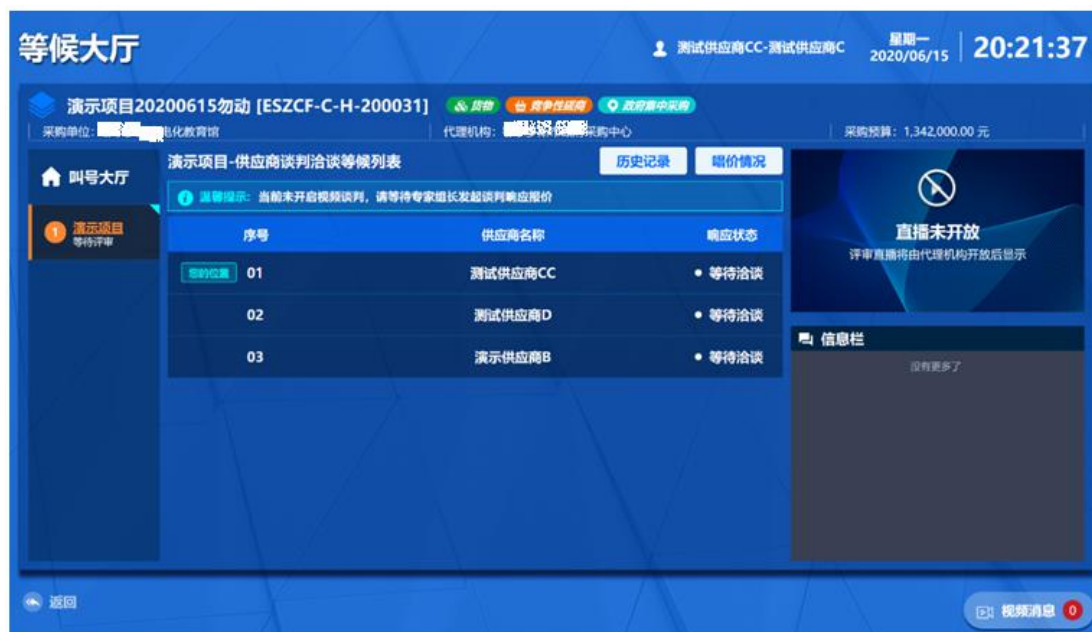 等候大厅
测试供应商CC-测试供应商C
星期一
2020/06/15
20:21:37
演示项目20200615勿动 [ESZCF-C-H-200031]
货物
竞争性磋商
政府集中采购
采购单位:
电化教育馆
代理机构:
采购中心
采购预算: 1,342,000.00 元
叫号大厅
1 演示项目
等待评审
演示项目-供应商谈判洽谈等候列表
历史记录
唱价情况
温馨提示: 当前未开启视频谈判, 请等待专家组长发起谈判响应报价
序号 供应商名称 响应状态
您的位置 01 测试供应商CC 等待洽谈
02 测试供应商D 等待洽谈
03 演示供应商B 等待洽谈
直播未开放
评审直播将由代理机构开放后显示
信息栏
没有更多了
返回
视频消息 0